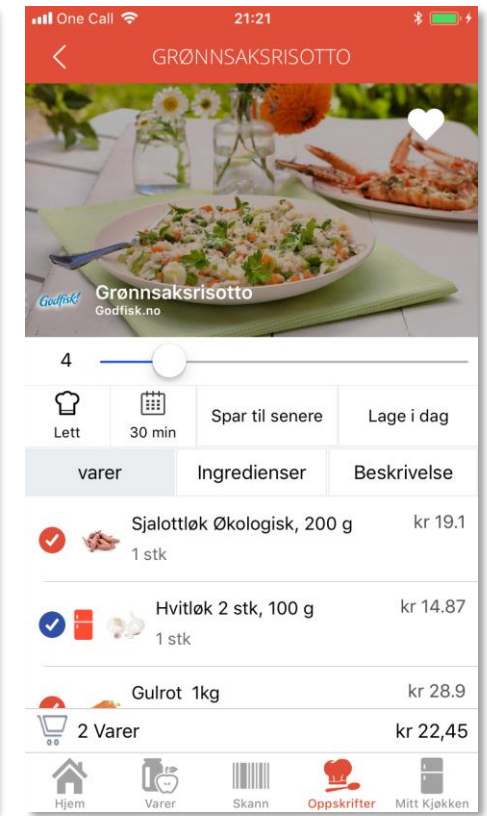 One Call 21:21
GRØNNSAKSRISOTTO
Godfisk!
Grønnsaksrisotto
Godfisk.no
4
Lett 30 min Spar til senere Lage i dag
varer Ingredienser Beskrivelse
Sjalottløk Økologisk, 200 g kr 19.1
1 stk
Hvitløk 2 stk, 100 g kr 14.87
1 stk
Gulrot 1kg kr 28.9
2 Varer kr 22,45
Hjem Varer Skann Oppskrifter Mitt Kjøkken